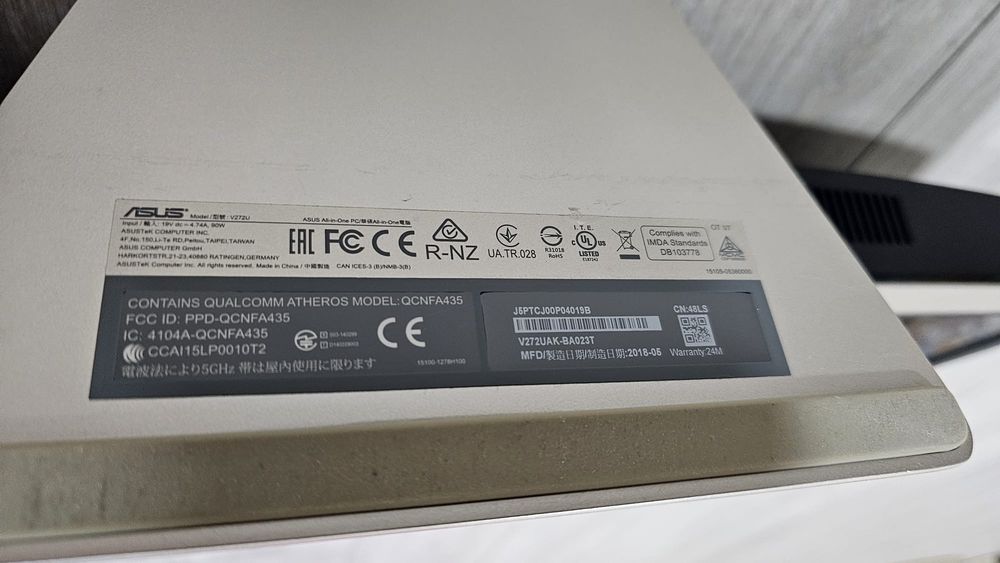 ASUS Model/型號: V272U
ASUS All-in-One PC/華碩All-in-One電腦
Input / 輸入: 19V dc⎓ 4.74A, 90W
ASUSTeK COMPUTER INC.
4F,No.150,Li-Te RD,Peitou,TAIPEI,TAIWAN
ASUS COMPUTER GmbH
HARKORTSTR.21-23,40880 RATINGEN,GERMANY
ASUSTeK Computer Inc. All rights reserved. Made in China / 中國製造 CAN ICES-3 (B)/NMB-3(B)
EAC FC CE
R-NZ
UA.TR.028
R31018
RoHS
I.T.E.
c UL us
LISTED
Complies with
IMDA Standards
DB103778
CONTAINS QUALCOMM ATHEROS MODEL: QCNFA435
FCC ID: PPD-QCNFA435
IC: 4104A-QCNFA435
CCAI15LP0010T2
電波法により5GHz 帯は屋内使用に限ります
R 003-140299
CE
15100-1278H100
J5PTCJ00P04019B
V272UAK-BA023T
MFD/製造日期/制造日期:2018-05
CN:48LS
Warranty:24M